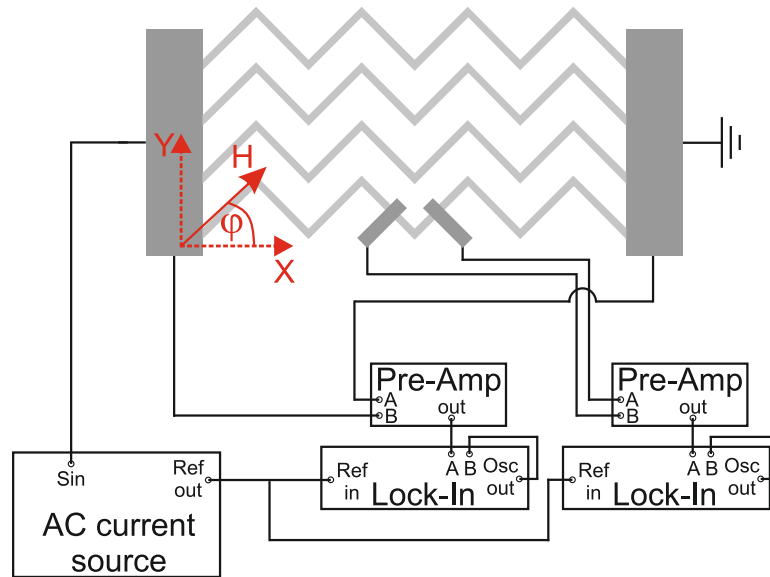 Y
H
φ
X
Pre-Amp
A
B
out
Pre-Amp
A
B
out
Sin
Ref
out
AC current
source
Ref
in
A B
Osc
out
Lock-In
Ref
in
A B
Osc
out
Lock-In